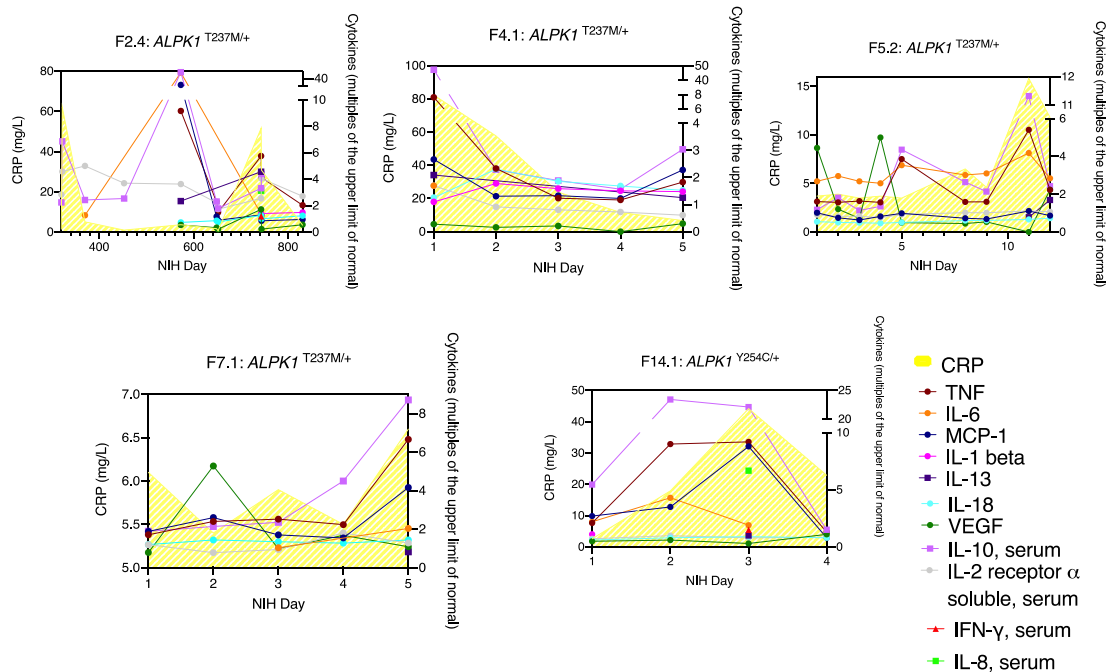 F2.4: ALPK1 T237M/+
80
60
40
20
0
CRP (mg/L)
400
600
800
NIH Day
40
10
8
6
4
2
0
Cytokines (multiples of the upper limit of normal)
F4.1: ALPK1 T237M/+
100
80
60
40
20
0
CRP (mg/L)
1
2
3
4
5
NIH Day
50
40
8
6
3
2
1
0
Cytokines (multiples of the upper limit of normal)
F5.2: ALPK1 T237M/+
15
10
5
0
CRP (mg/L)
5
10
NIH Day
12
11
6
4
2
0
Cytokines (multiples of the upper limit of normal)
F7.1: ALPK1 T237M/+
7.0
6.5
6.0
5.5
5.0
CRP (mg/L)
1
2
3
4
5
NIH Day
8
6
4
2
0
Cytokines (multiples of the upper limit of normal)
F14.1: ALPK1 Y254C/+
50
40
30
20
10
0
CRP (mg/L)
1
2
3
4
NIH Day
25
20
10
5
0
Cytokines (multiples of the upper limit of normal)
CRP
TNF
IL-6
MCP-1
IL-1 beta
IL-13
IL-18
VEGF
IL-10, serum
IL-2 receptor α
soluble, serum
IFN-γ, serum
IL-8, serum